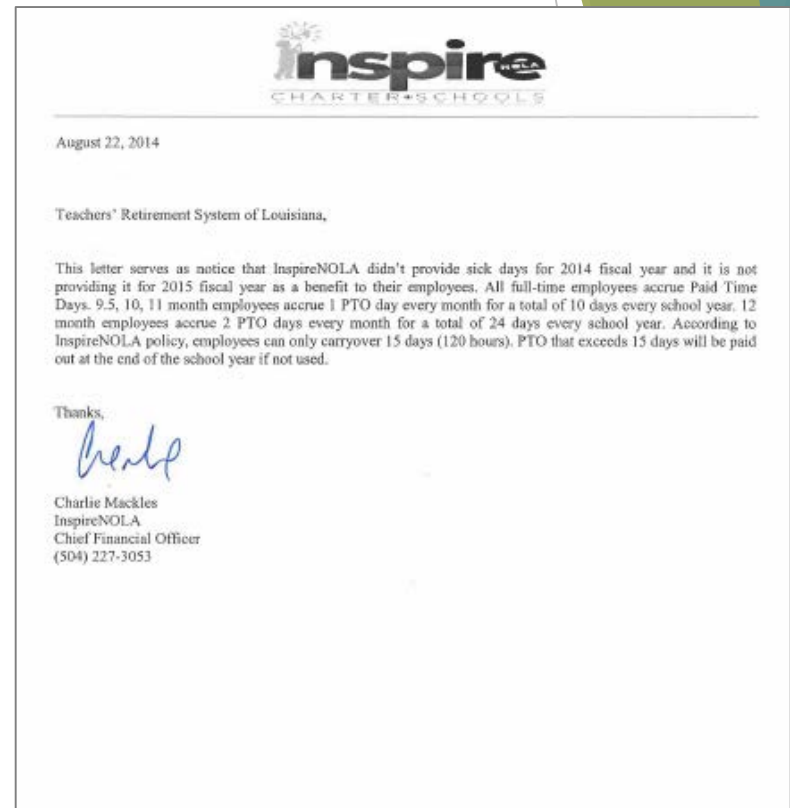 Inspire
NOLA
CHARTER★SCHOOLS
August 22, 2014
Teachers' Retirement System of Louisiana,
This letter serves as notice that InspireNOLA didn't provide sick days for 2014 fiscal year and it is not
providing it for 2015 fiscal year as a benefit to their employees. All full-time employees accrue Paid Time
Days. 9.5, 10, 11 month employees accrue 1 PTO day every month for a total of 10 days every school year. 12
month employees accrue 2 PTO days every month for a total of 24 days every school year. According to
InspireNOLA policy, employees can only carryover 15 days (120 hours). PTO that exceeds 15 days will be paid
out at the end of the school year if not used.
Thanks,
Charlie Mackles
InspireNOLA
Chief Financial Officer
(504) 227-3053